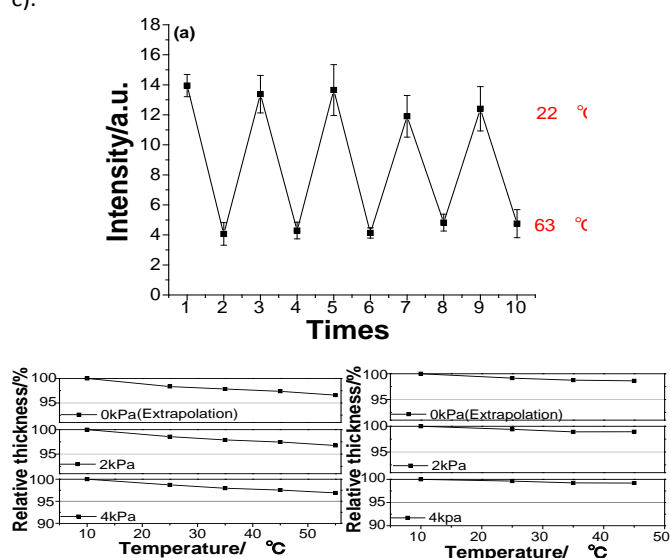 c).
(a)
Intensity/a.u.
18
16
14
12
10
8
6
4
2
0
22 °C
63 °C
1 2 3 4 5 6 7 8 9 10
Times
Relative thickness/%
100
95
0kPa(Extrapolation)
100
95
2kPa
100
95
90
4kPa
10 20 30 40 50
Temperature/ °C
Relative thickness/%
100
95
0kPa(Extrapolation)
100
95
2kPa
100
95
90
4kpa
10 20 30 40 50
Temperature/ °C